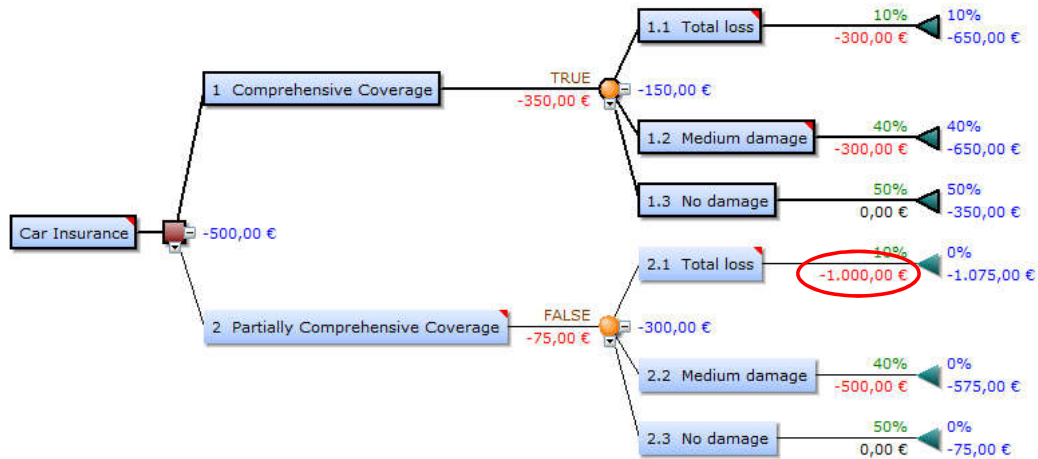 10% 10%
1.1 Total loss
-300,00 € -650,00 €
TRUE
1 Comprehensive Coverage
-350,00 € -150,00 €
40% 40%
1.2 Medium damage
-300,00 € -650,00 €
50% 50%
1.3 No damage
0,00 € -350,00 €
Car Insurance -500,00 €
10% 0%
2.1 Total loss
-1.000,00 € -1.075,00 €
FALSE
2 Partially Comprehensive Coverage
-75,00 € -300,00 €
40% 0%
2.2 Medium damage
-500,00 € -575,00 €
50% 0%
2.3 No damage
0,00 € -75,00 €